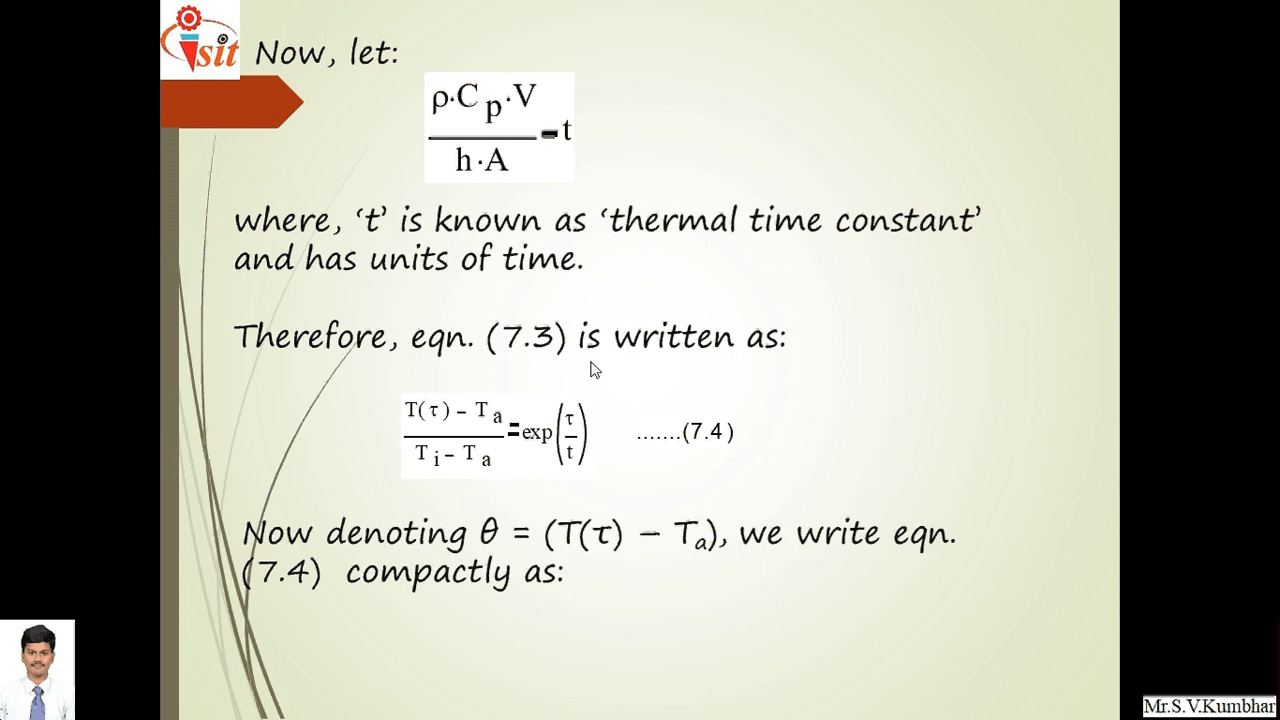 isit
Now, let:
ρ·C p·V
h·A
=t
where, ‘t’ is known as ‘thermal time constant’
and has units of time.
Therefore, eqn. (7.3) is written as:
T(τ) – T a
T i – T a
=exp(τ/t)
.......(7.4)
Now denoting θ = (T(τ) – Ta), we write eqn.
(7.4) compactly as:
Mr.S.V.Kumbhar